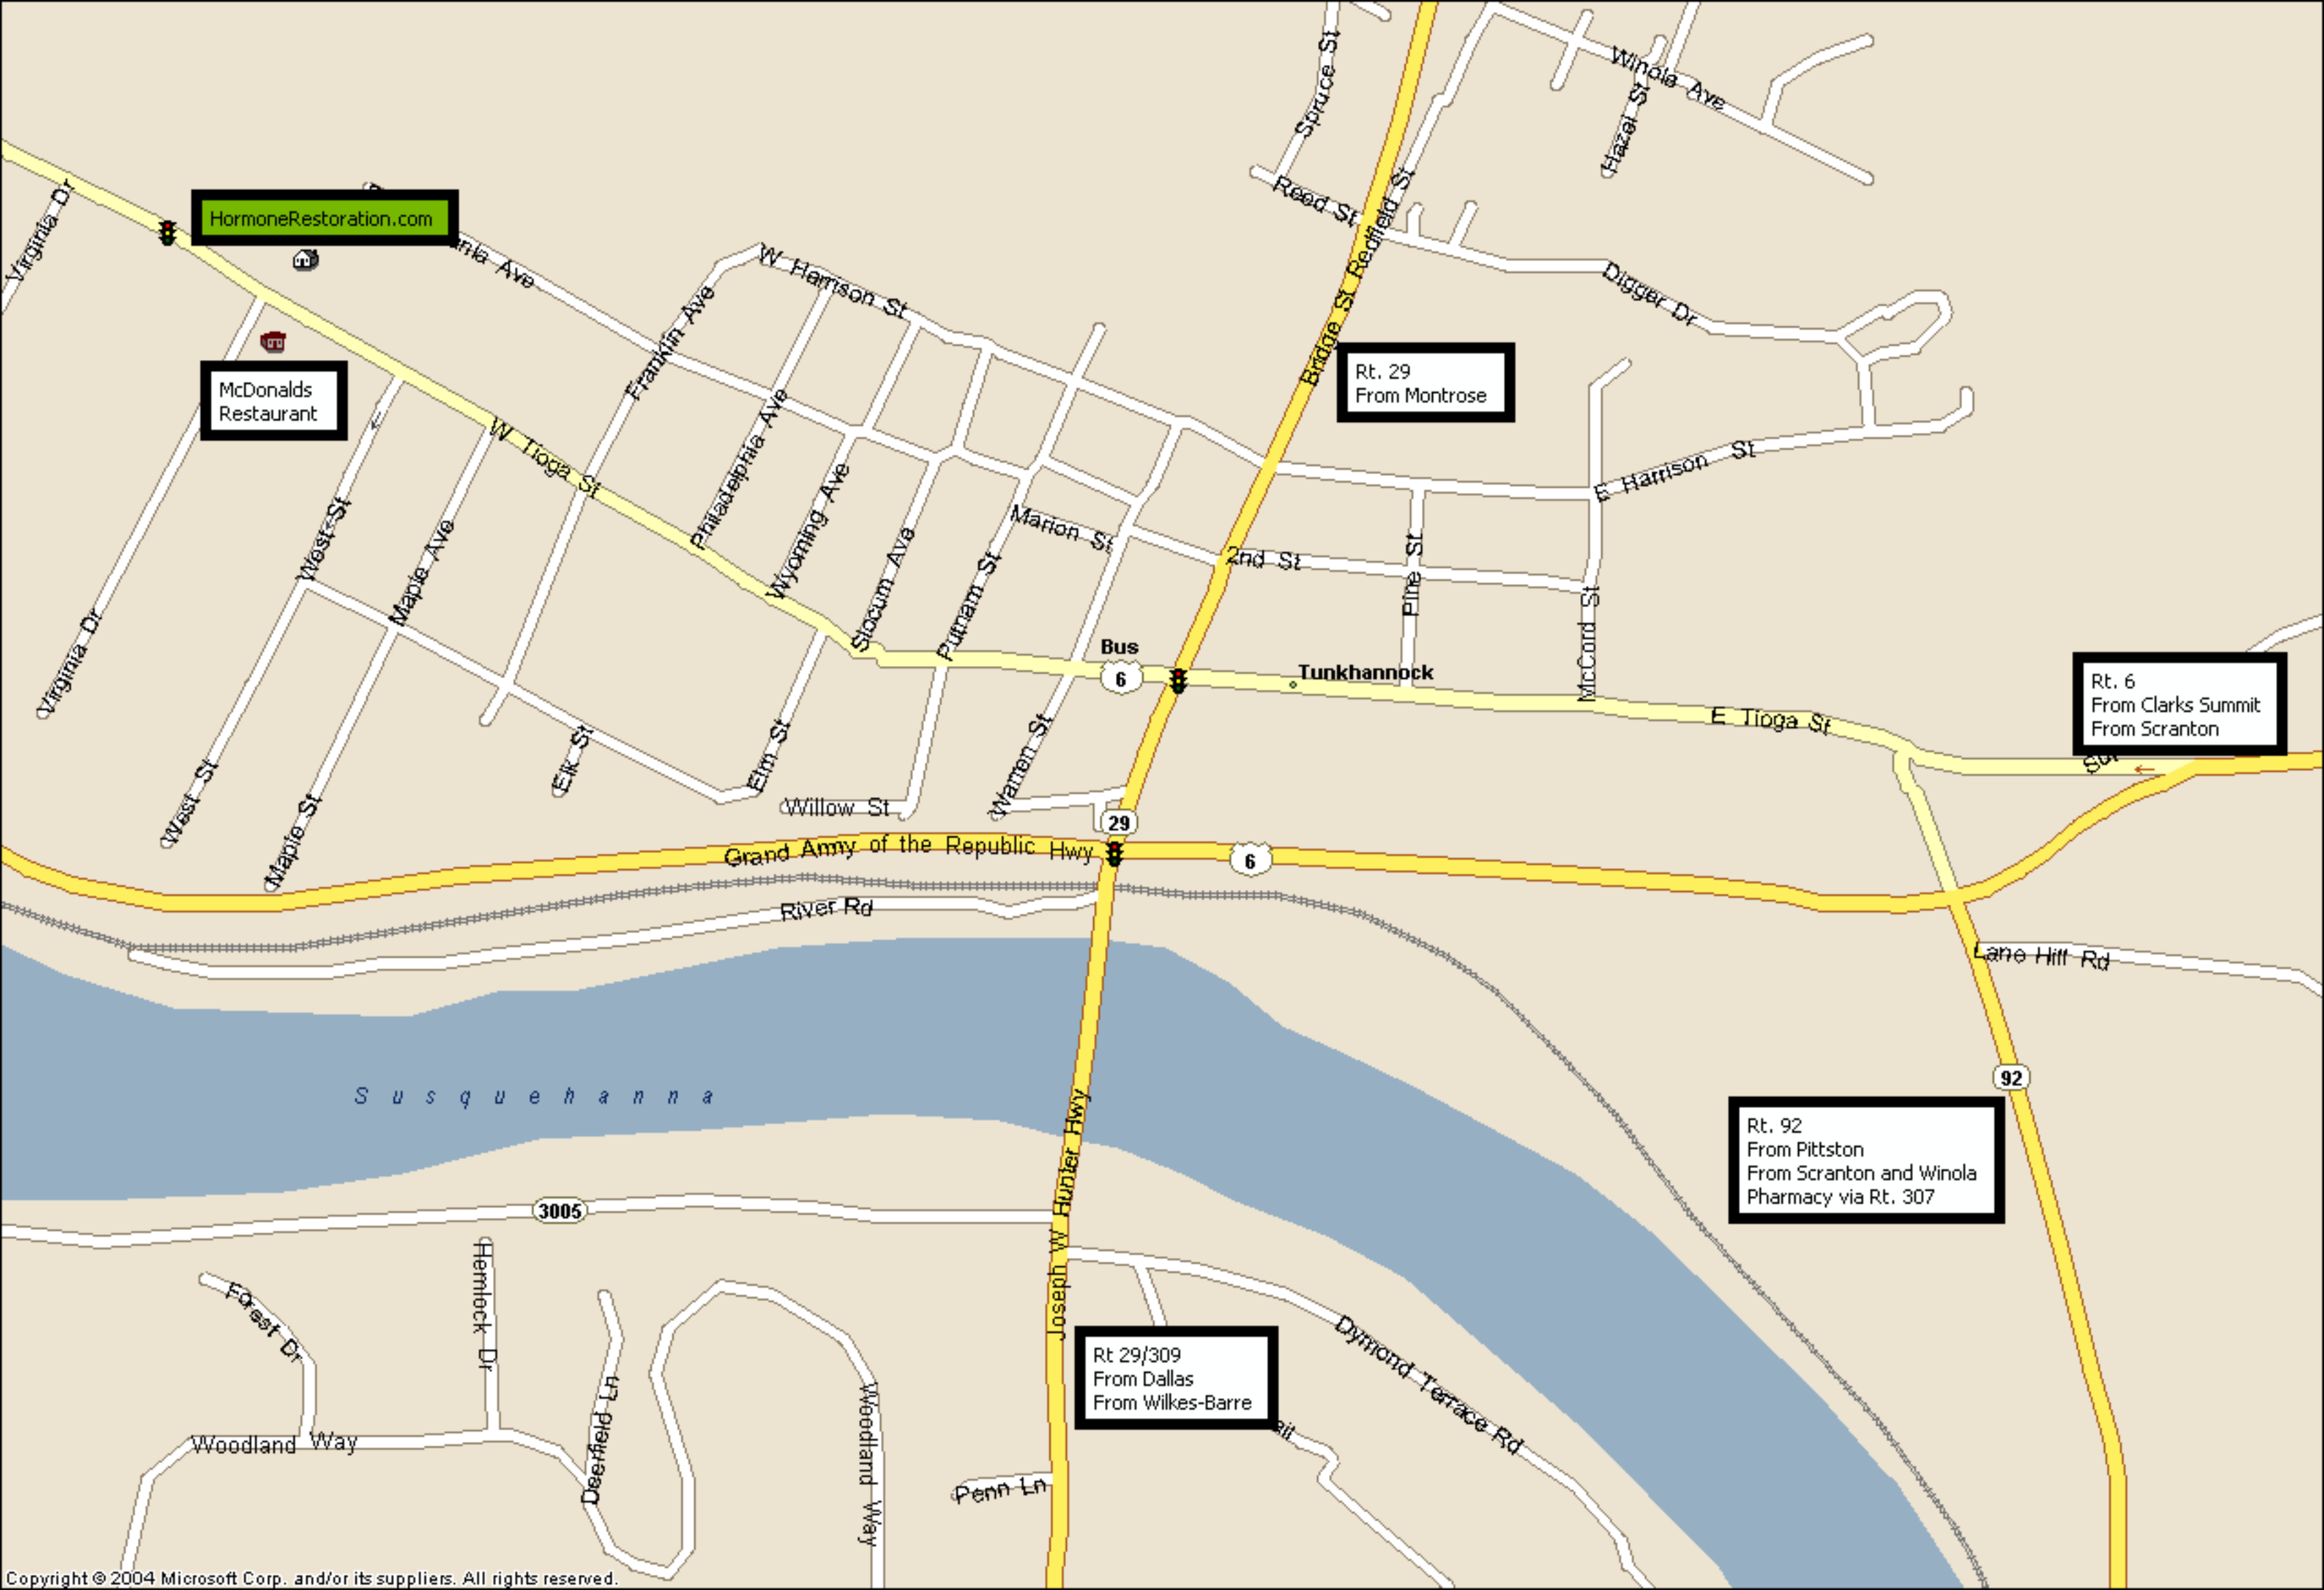 Spruce St
Winola Ave
Hazel St
Virginia Dr
HormoneRestoration.com
Reed St
Redfield St
Ave
W Harrison St
Digger Dr
Franklin Ave
Bridge St
Rt. 29
From Montrose
McDonalds
Restaurant
W Tioga St
Philadelphia Ave
E Harrison St
Wyoming Ave
West St
Maple Ave
Slocum Ave
Marion St
Putnam St
2nd St
Pine St
McCord St
Virginia Dr
Bus
6
Tunkhannock
Rt. 6
From Clarks Summit
From Scranton
E Tioga St
Elk St
Elm St
Warren St
West St
Maple St
Willow St
29
Grand Army of the Republic Hwy
6
River Rd
Lane Hill Rd
Susquehanna
92
Joseph W Hunter Hwy
Rt. 92
From Pittston
From Scranton and Winola
Pharmacy via Rt. 307
3005
Hemlock Dr
Forest Dr
Rt 29/309
From Dallas
From Wilkes-Barre
Dymond Terrace Rd
Deerfield Ln
Woodland Way
Woodland Way
Penn Ln
Copyright © 2004 Microsoft Corp. and/or its suppliers. All rights reserved.